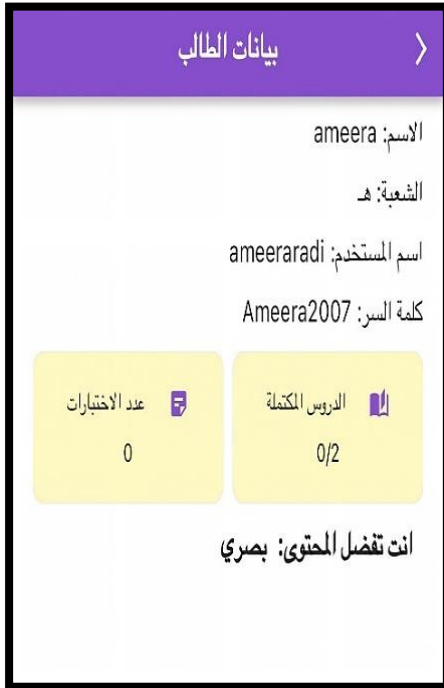 بيانات الطالب
الاسم: ameera
الشعبة: هـ
اسم المستخدم: ameeraradi
كلمة السر: Ameera2007
الدروس المكتملة
0/2
عدد الاختبارات
0
انت تفضل المحتوى: بصري